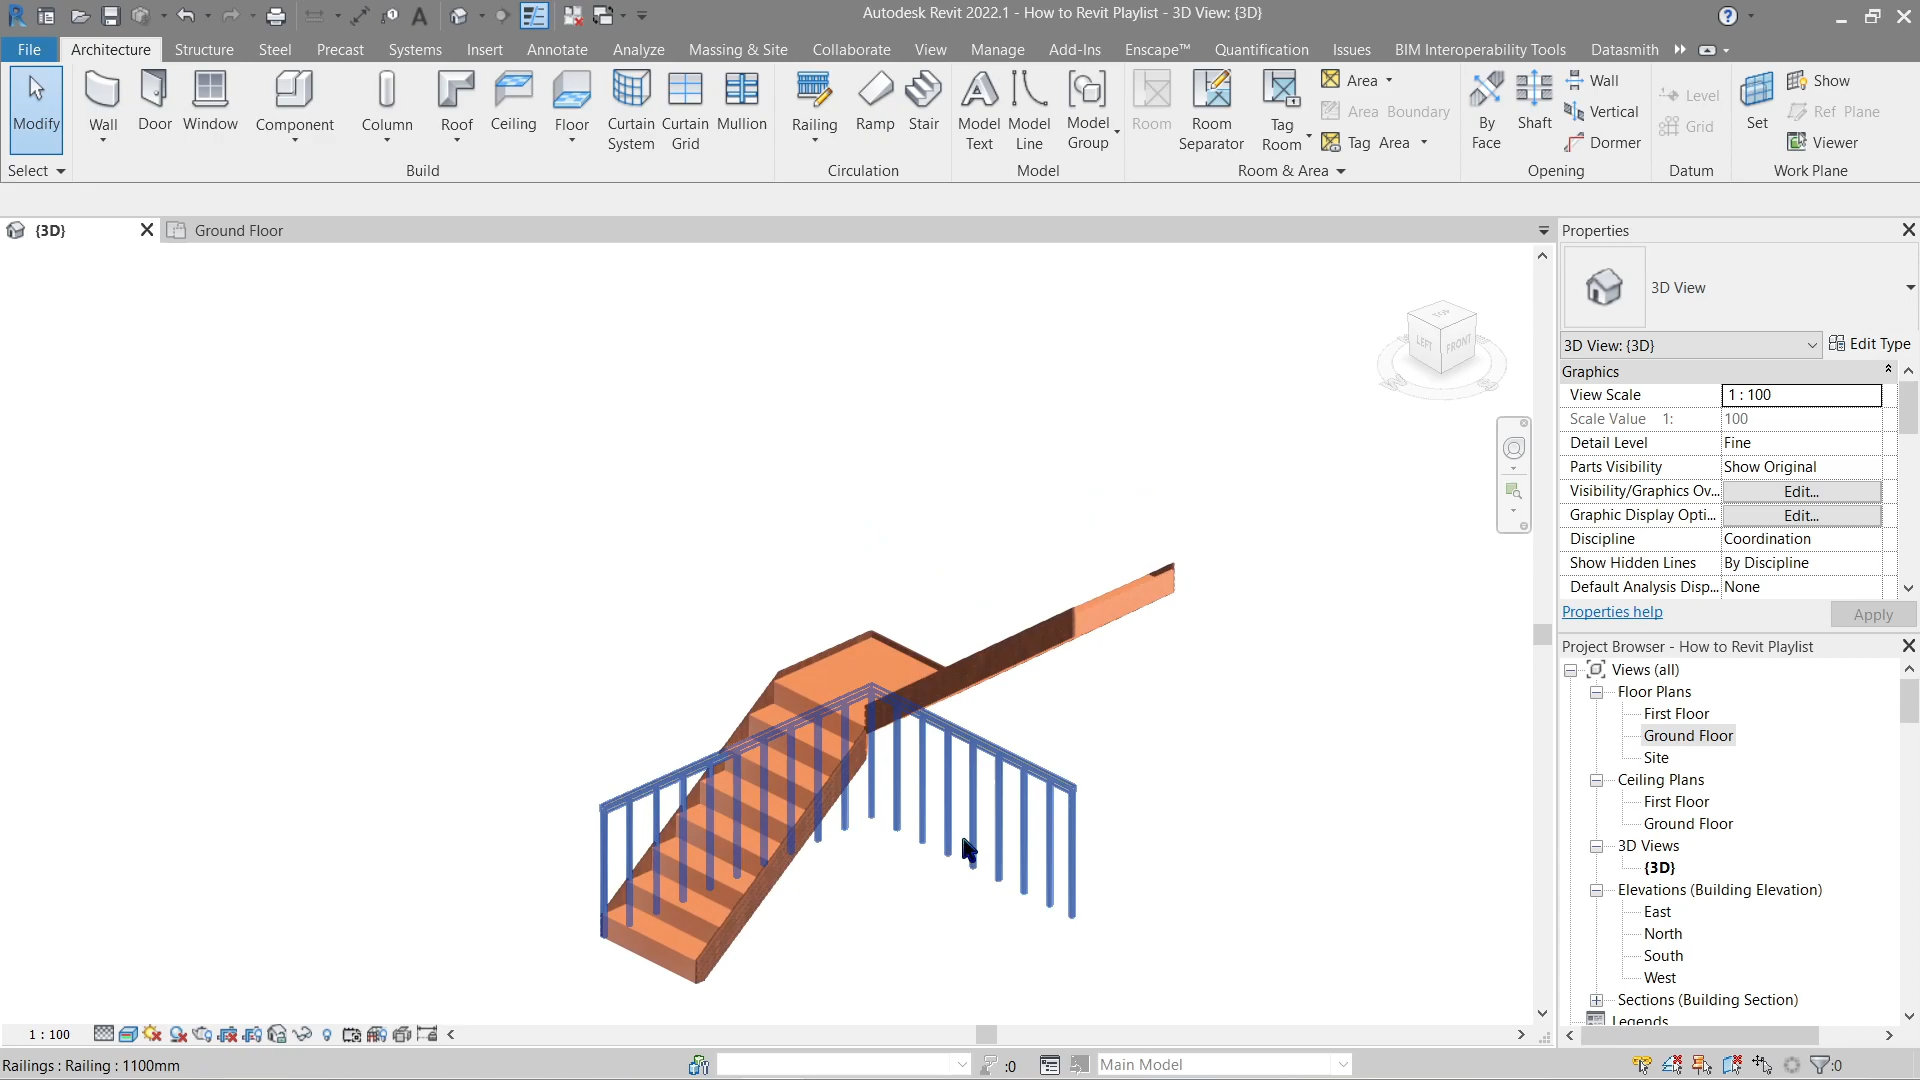 Autodesk Revit 2022.1 - How to Revit Playlist - 3D View: {3D}
File Architecture Structure Steel Precast Systems Insert Annotate Analyze Massing & Site Collaborate View Manage Add-Ins Enscape™ Quantification Issues BIM Interoperability Tools Datasmith
Modify Wall Door Window Component Column Roof Ceiling Floor Curtain System Curtain Grid Mullion Railing Ramp Stair Model Text Model Line Model Group Room Room Separator Tag Room Area Area Boundary Tag Area By Face Shaft Wall Vertical Dormer Level Grid Set Show Ref Plane Viewer
Select Build Circulation Model Room & Area Opening Datum Work Plane
{3D} Ground Floor
TOP
LEFT FRONT
Properties
3D View
3D View: {3D} Edit Type
Graphics
View Scale 1 : 100
Scale Value 1: 100
Detail Level Fine
Parts Visibility Show Original
Visibility/Graphics Ov... Edit...
Graphic Display Opti... Edit...
Discipline Coordination
Show Hidden Lines By Discipline
Default Analysis Disp... None
Properties help Apply
Project Browser - How to Revit Playlist
Views (all)
Floor Plans
First Floor
Ground Floor
Site
Ceiling Plans
First Floor
Ground Floor
3D Views
{3D}
Elevations (Building Elevation)
East
North
South
West
Sections (Building Section)
Legends
1 : 100
Railings : Railing : 1100mm :0 Main Model :0